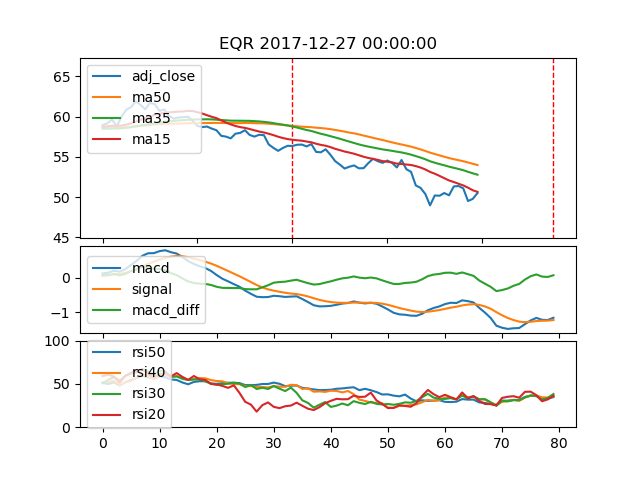 EQR 2017-12-27 00:00:00
65
60
55
50
45
adj_close
ma50
ma35
ma15
0
−1
macd
signal
macd_diff
100
50
0
rsi50
rsi40
rsi30
rsi20
0 10 20 30 40 50 60 70 80